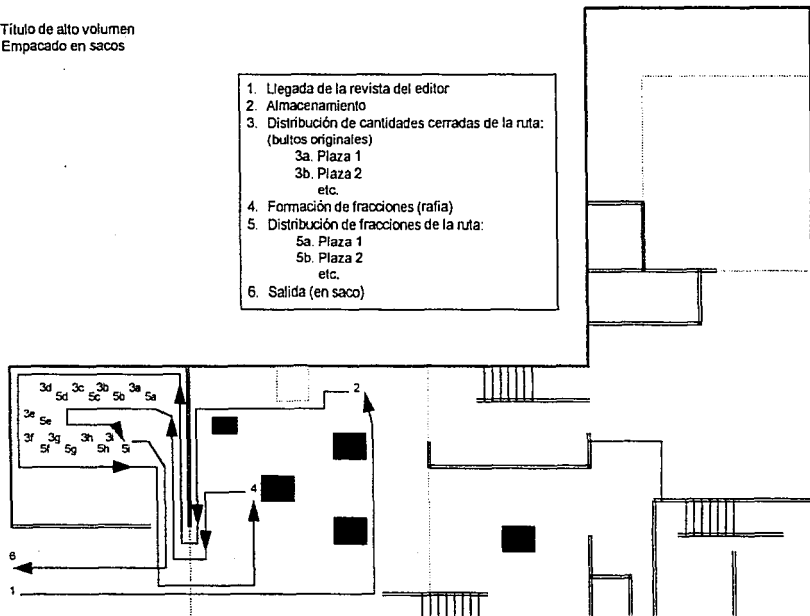 Título de alto volumen
Empacado en sacos
1. Llegada de la revista del editor
2. Almacenamiento
3. Distribución de cantidades cerradas de la ruta:
(bultos originales)
3a. Plaza 1
3b. Plaza 2
etc.
4. Formación de fracciones (rafia)
5. Distribución de fracciones de la ruta:
5a. Plaza 1
5b. Plaza 2
etc.
6. Salida (en saco)
3d 3c 3b 3a
5d 5c 5b 5a
2
3e 5e
3f 3g 3h 3i
5f 5g 5h 5i
4
6
1